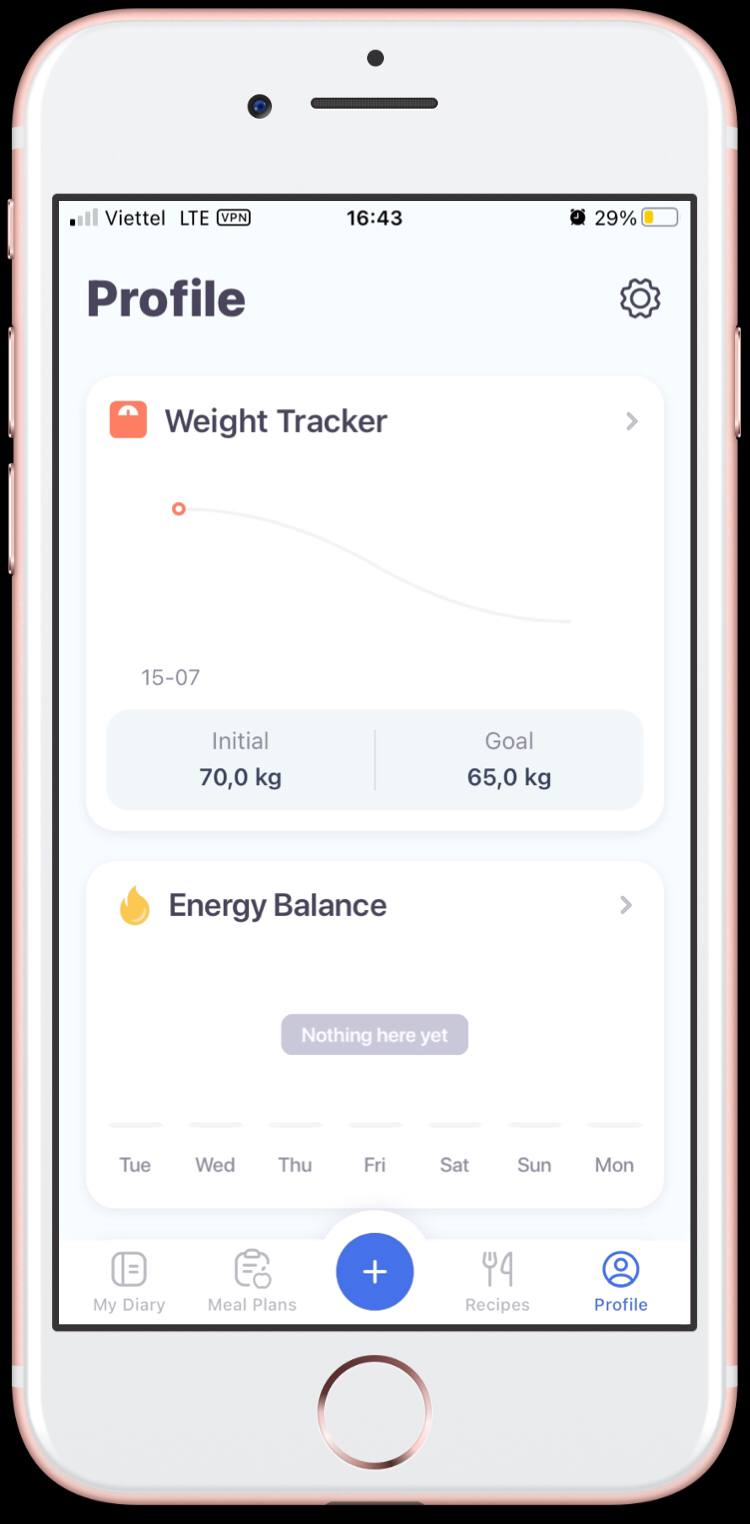 Viettel LTE VPN 16:43 29%
Profile
Weight Tracker
15-07
Initial Goal
70,0 kg 65,0 kg
Energy Balance
Nothing here yet
Tue Wed Thu Fri Sat Sun Mon
My Diary Meal Plans + Recipes Profile